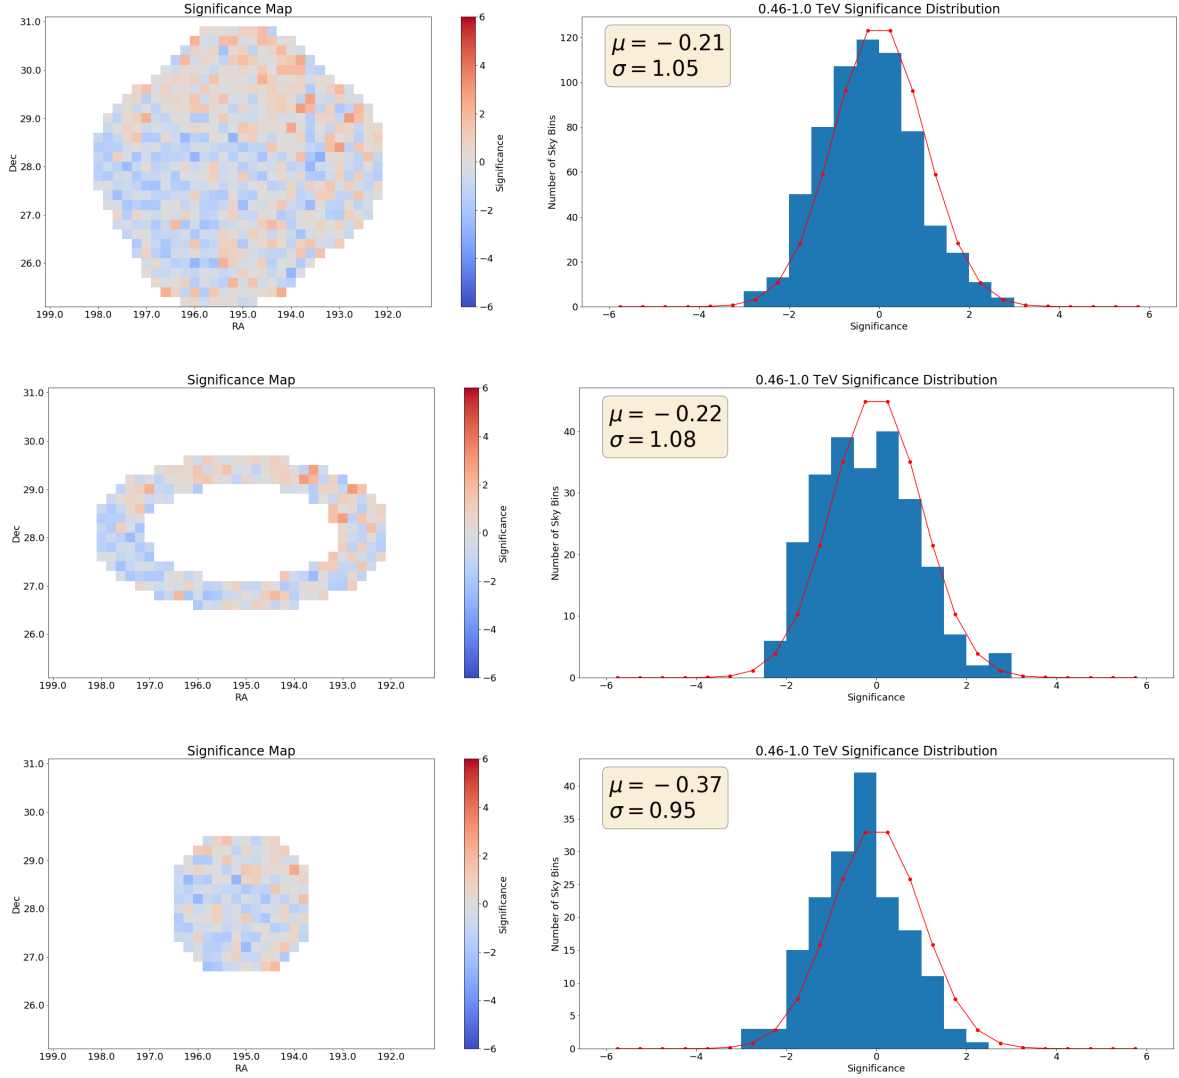 Significance Map
31.0
30.0
29.0
28.0
27.0
26.0
Dec
199.0 198.0 197.0 196.0 195.0 194.0 193.0 192.0
RA
6
4
2
0
−2
−4
−6
Significance
0.46-1.0 TeV Significance Distribution
μ = − 0.21
σ = 1.05
120
100
80
60
40
20
0
Number of Sky Bins
−6 −4 −2 0 2 4 6
Significance
Significance Map
31.0
30.0
29.0
28.0
27.0
26.0
Dec
199.0 198.0 197.0 196.0 195.0 194.0 193.0 192.0
RA
6
4
2
0
−2
−4
−6
Significance
0.46-1.0 TeV Significance Distribution
μ = − 0.22
σ = 1.08
40
30
20
10
0
Number of Sky Bins
−6 −4 −2 0 2 4 6
Significance
Significance Map
31.0
30.0
29.0
28.0
27.0
26.0
Dec
199.0 198.0 197.0 196.0 195.0 194.0 193.0 192.0
RA
6
4
2
0
−2
−4
−6
Significance
0.46-1.0 TeV Significance Distribution
μ = − 0.37
σ = 0.95
40
35
30
25
20
15
10
5
0
Number of Sky Bins
−6 −4 −2 0 2 4 6
Significance